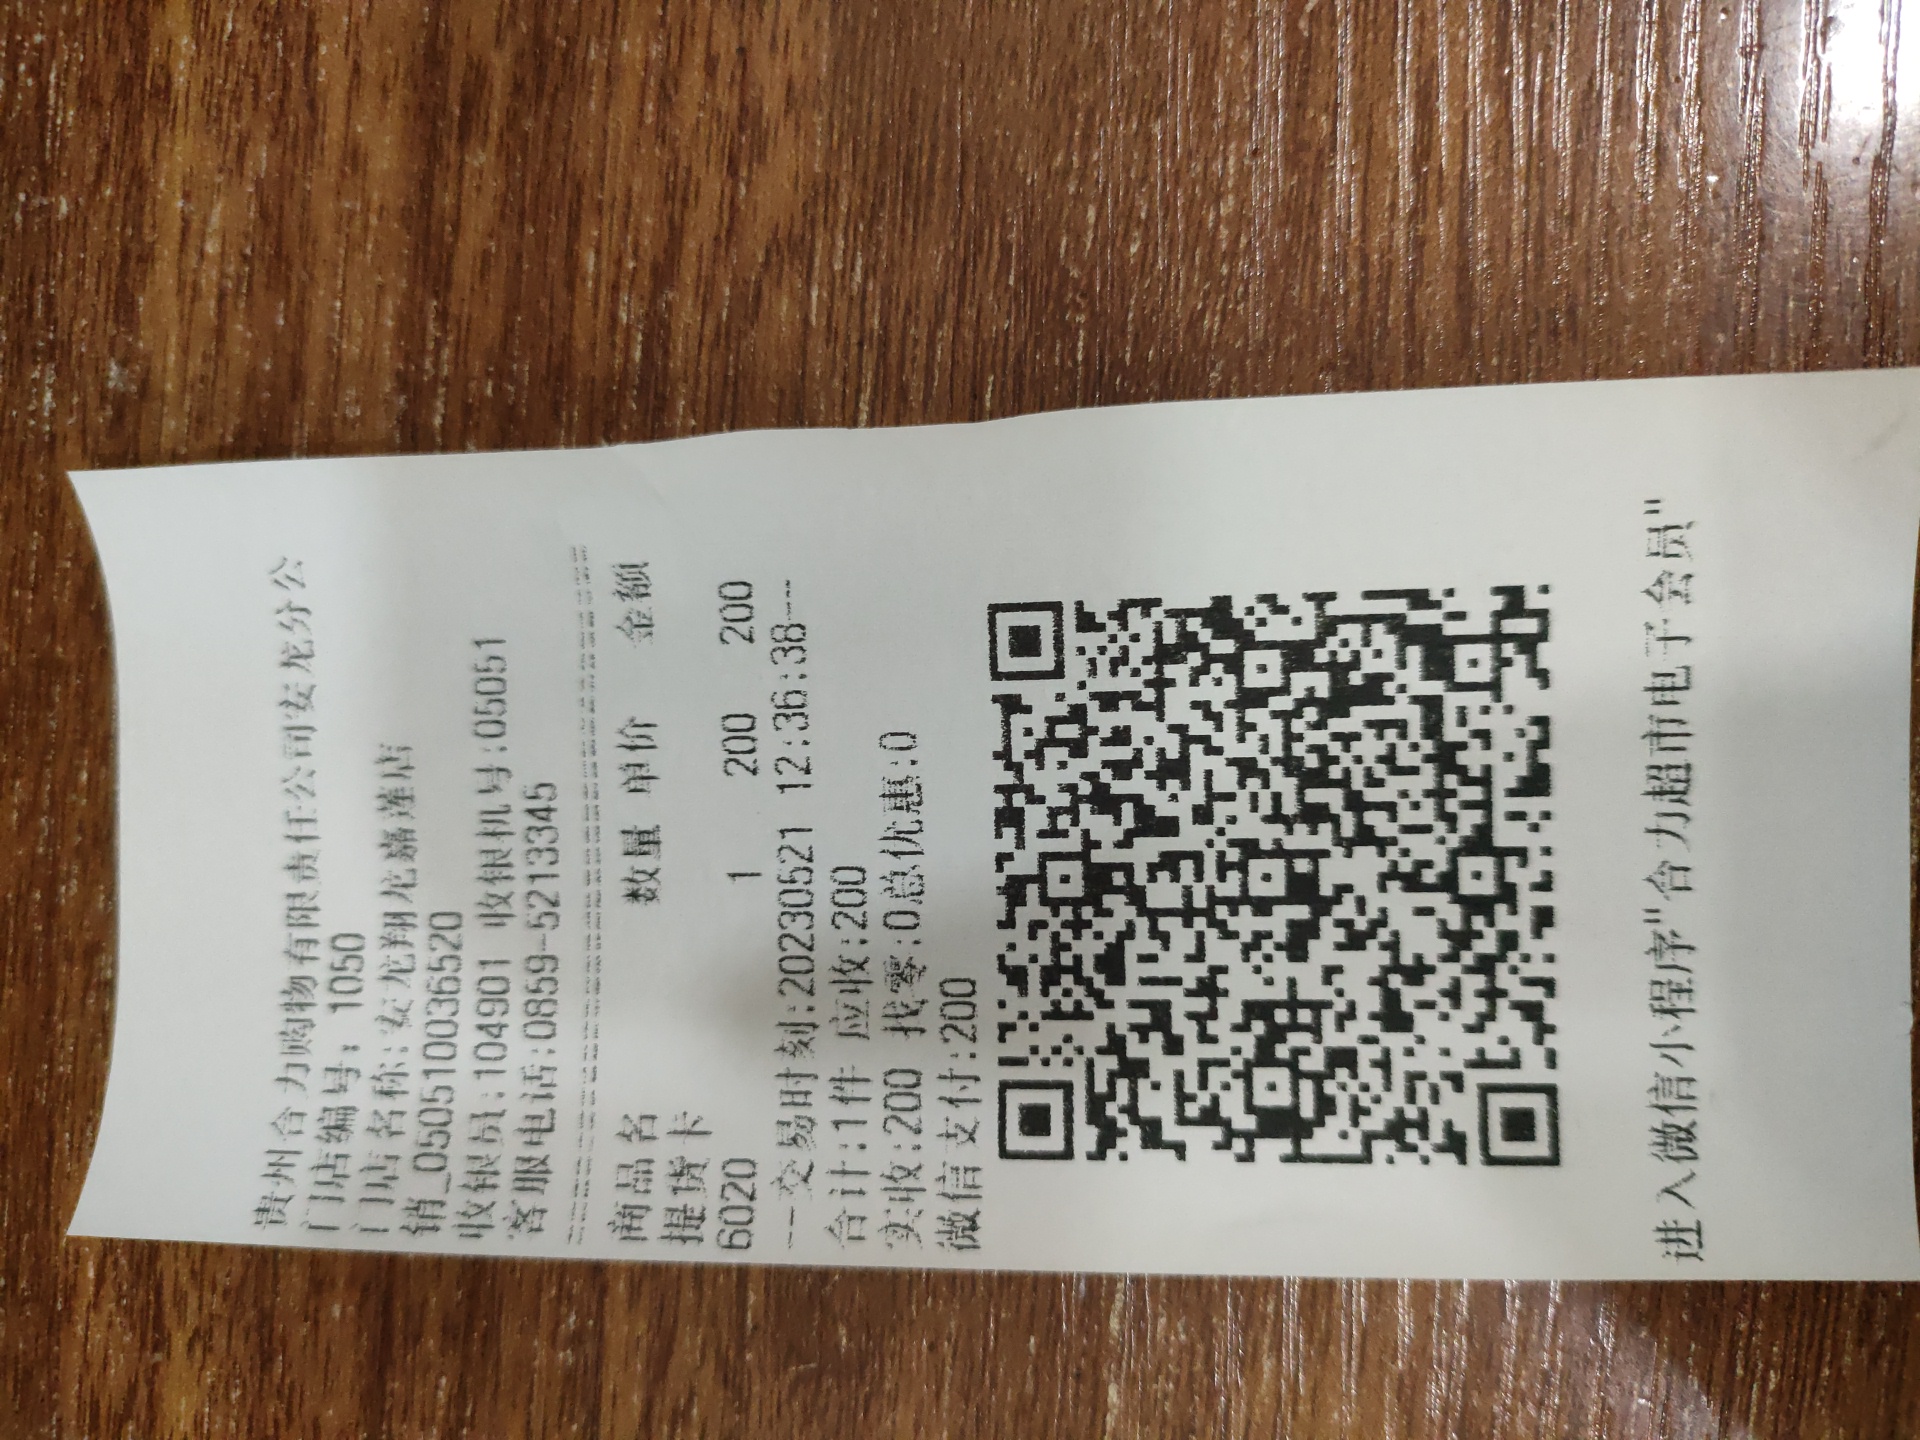 贵州合力购物有限责任公司安龙分公
门店编号: 1050
门店名称:安龙翔龙嘉莲店
销_050510036520
收银员:104901 收银机号:05051
客服电话:0859-5213345
商品名 数量 单价 金额
提货卡
6020 1 200 200
---交易时刻:20230521 12:36:38---
合计:1件 应收:200
实收:200 找零:0总优惠:0
微信支付:200
进入微信小程序"合力超市电子会员"